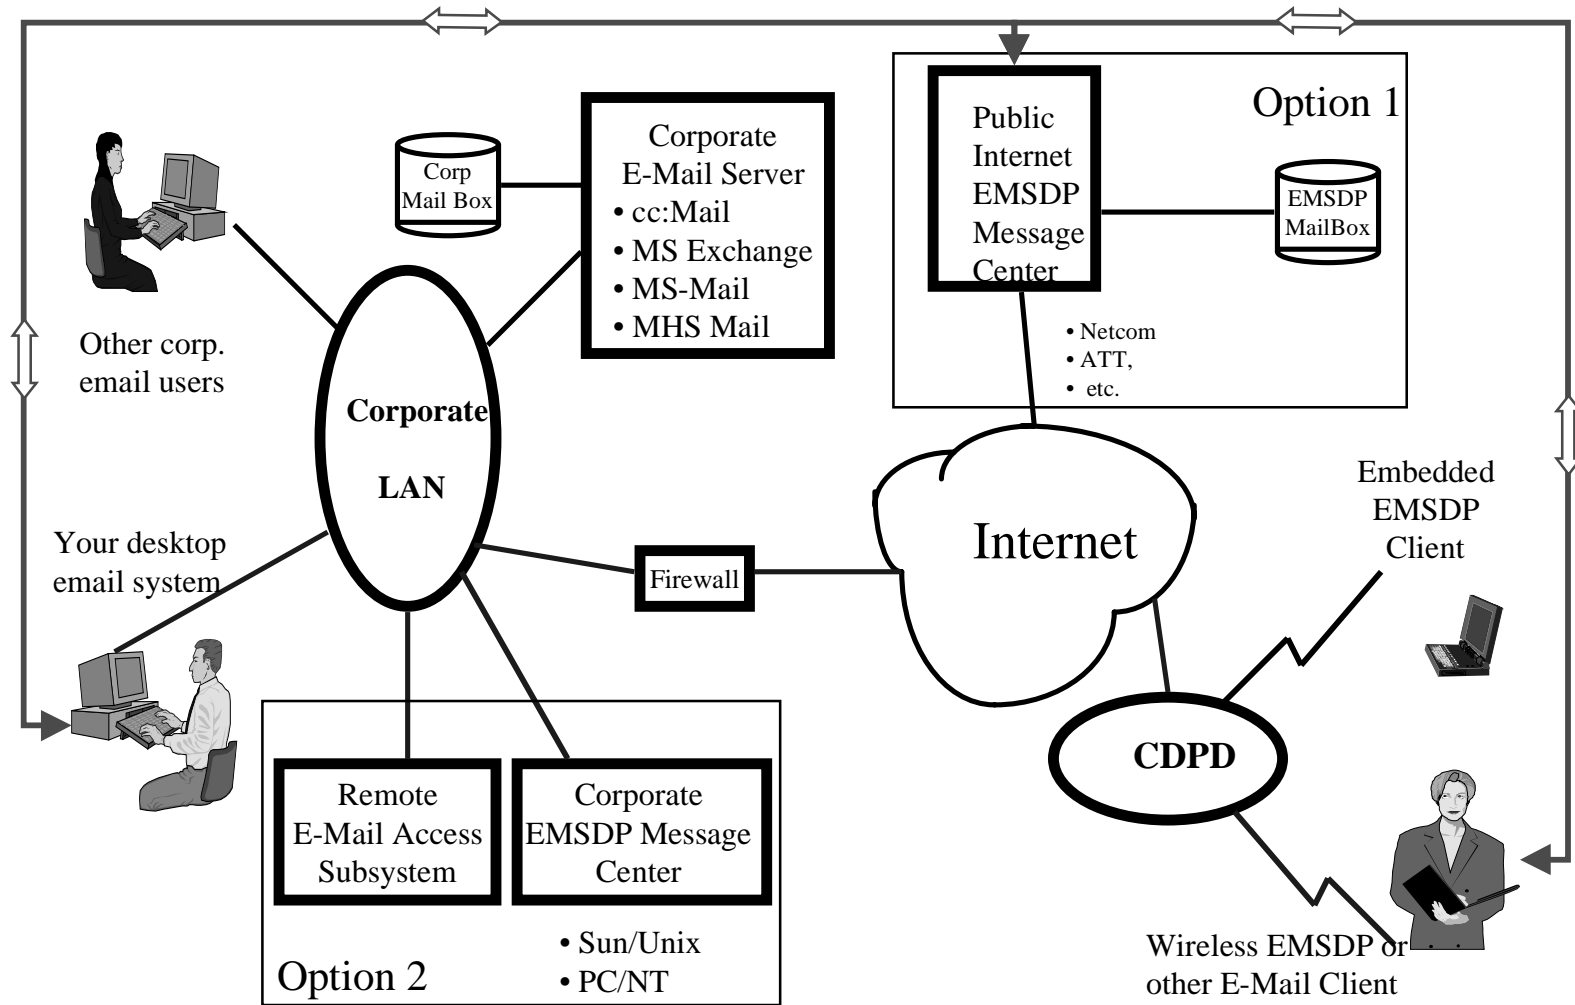 Option 1
Public
Internet
EMSDP
Message
Center
EMSDP
MailBox
• Netcom
• ATT,
• etc.
Corporate
E-Mail Server
• cc:Mail
• MS Exchange
• MS-Mail
• MHS Mail
Corp
Mail Box
Other corp.
email users
Corporate
LAN
Your desktop
email system
Firewall
Internet
Embedded
EMSDP
Client
CDPD
Remote
E-Mail Access
Subsystem
Corporate
EMSDP Message
Center
• Sun/Unix
• PC/NT
Option 2
Wireless EMSDP or
other E-Mail Client